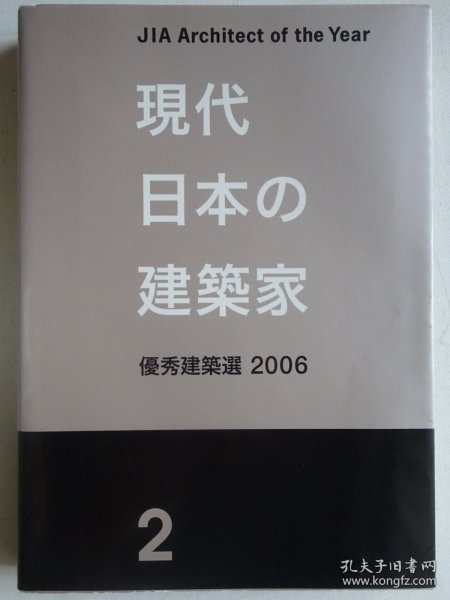 JIA Architect of the Year
現代
日本の
建築家
優秀建築選 2006
2
孔夫子旧书网
www.kongfz.com